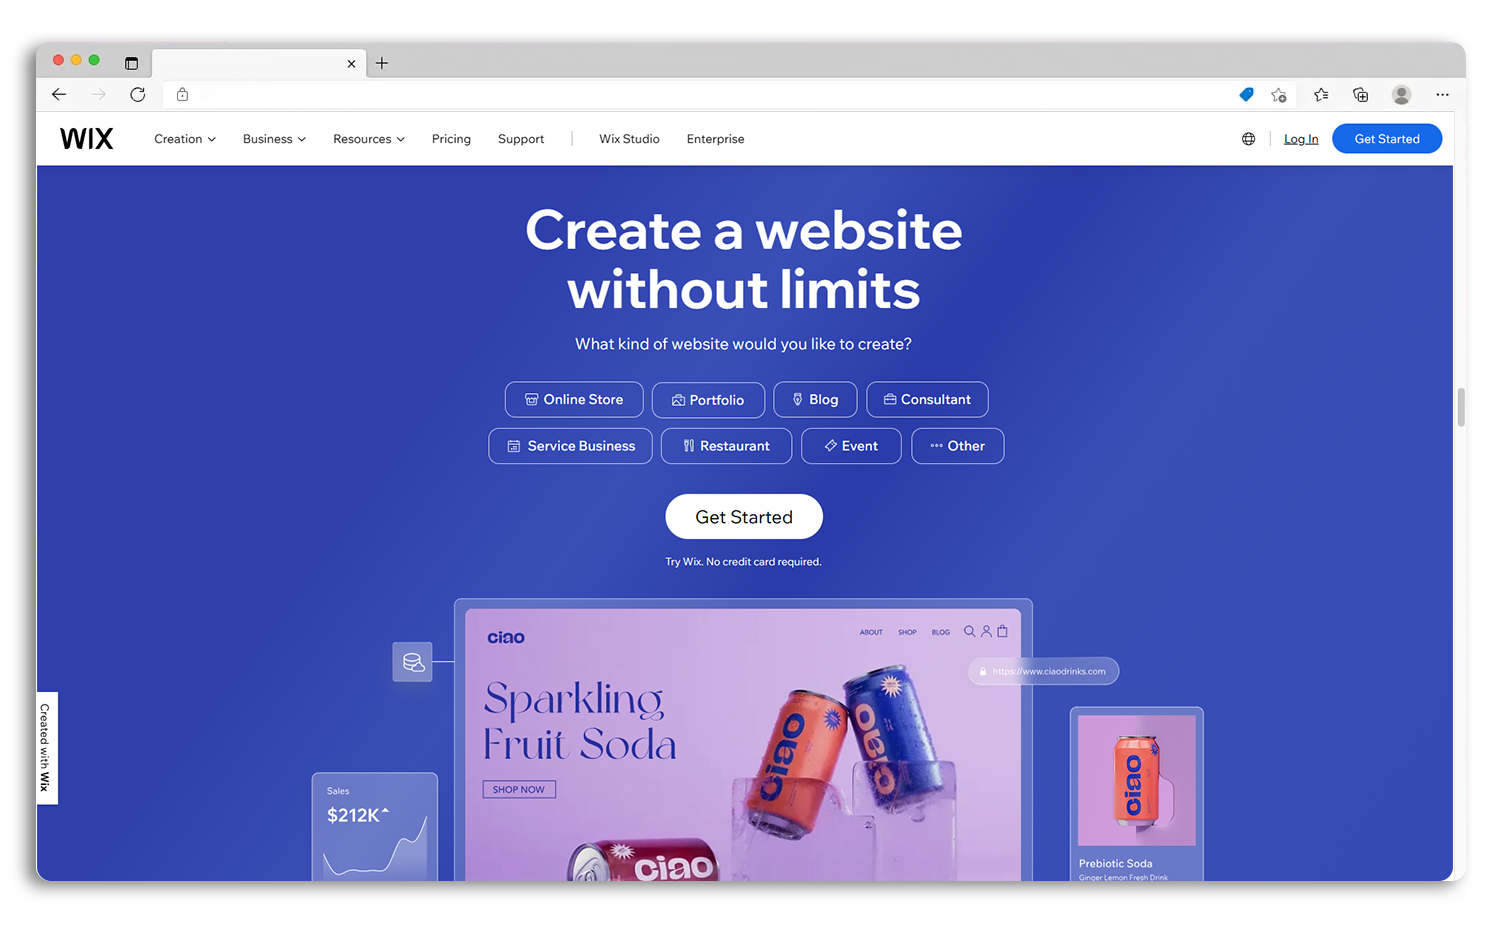 WIX
Creation
Business
Resources
Pricing
Support
Wix Studio
Enterprise
Log In
Get Started
Create a website
without limits
What kind of website would you like to create?
Online Store
Portfolio
Blog
Consultant
Service Business
Restaurant
Event
Other
Get Started
Try Wix. No credit card required.
ciao
ABOUT
SHOP
BLOG
https://www.ciaodrinks.com
Sparkling
Fruit Soda
SHOP NOW
ciao
ciao
ciao
Created with Wix
Sales
$212K
ciao
Prebiotic Soda
Ginger Lemon Fresh Drink